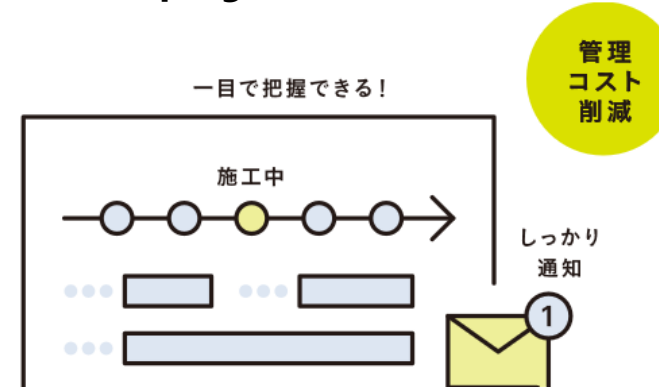 管理
コスト
削減
一目で把握できる！
施工中
しっかり
通知
1